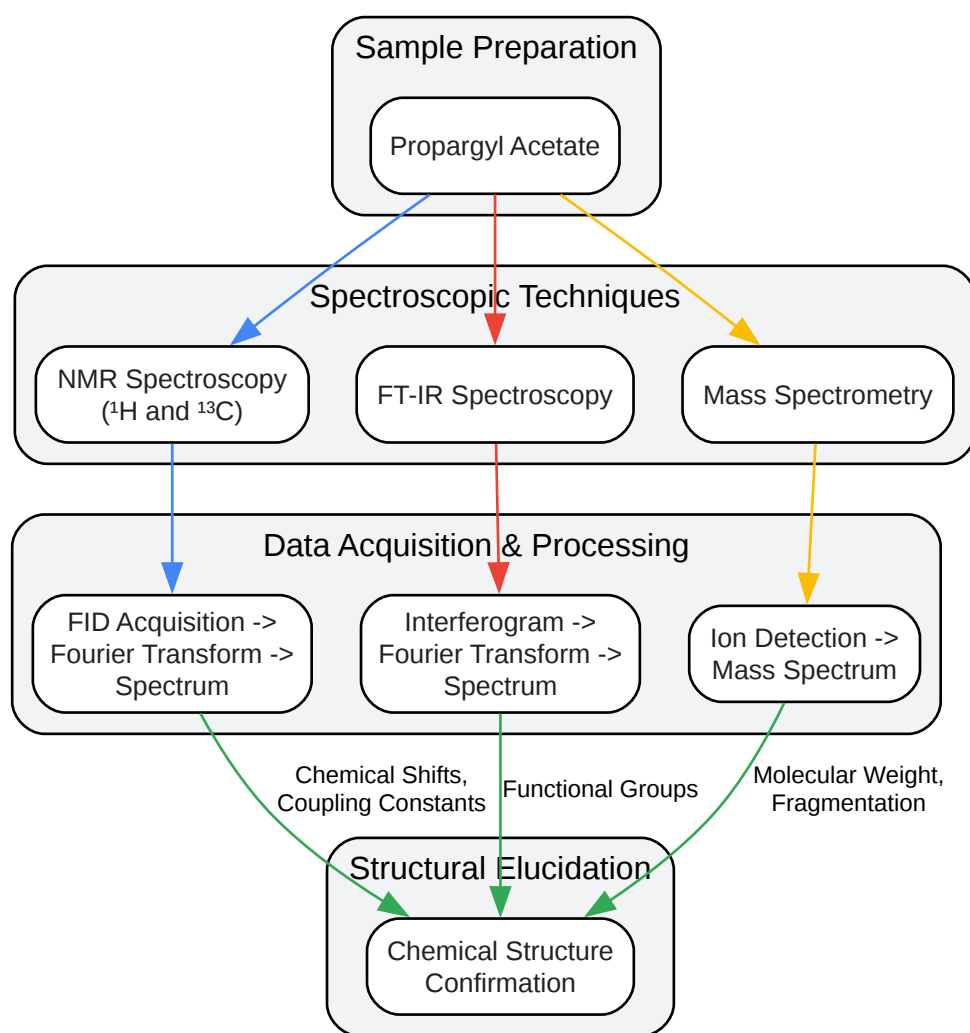 Sample Preparation
Propargyl Acetate
Spectroscopic Techniques
NMR Spectroscopy
(¹H and ¹³C)
FT-IR Spectroscopy
Mass Spectrometry
Data Acquisition & Processing
FID Acquisition ->
Fourier Transform ->
Spectrum
Interferogram ->
Fourier Transform ->
Spectrum
Ion Detection ->
Mass Spectrum
Chemical Shifts,
Coupling Constants
Functional Groups
Molecular Weight,
Fragmentation
Structural Elucidation
Chemical Structure
Confirmation